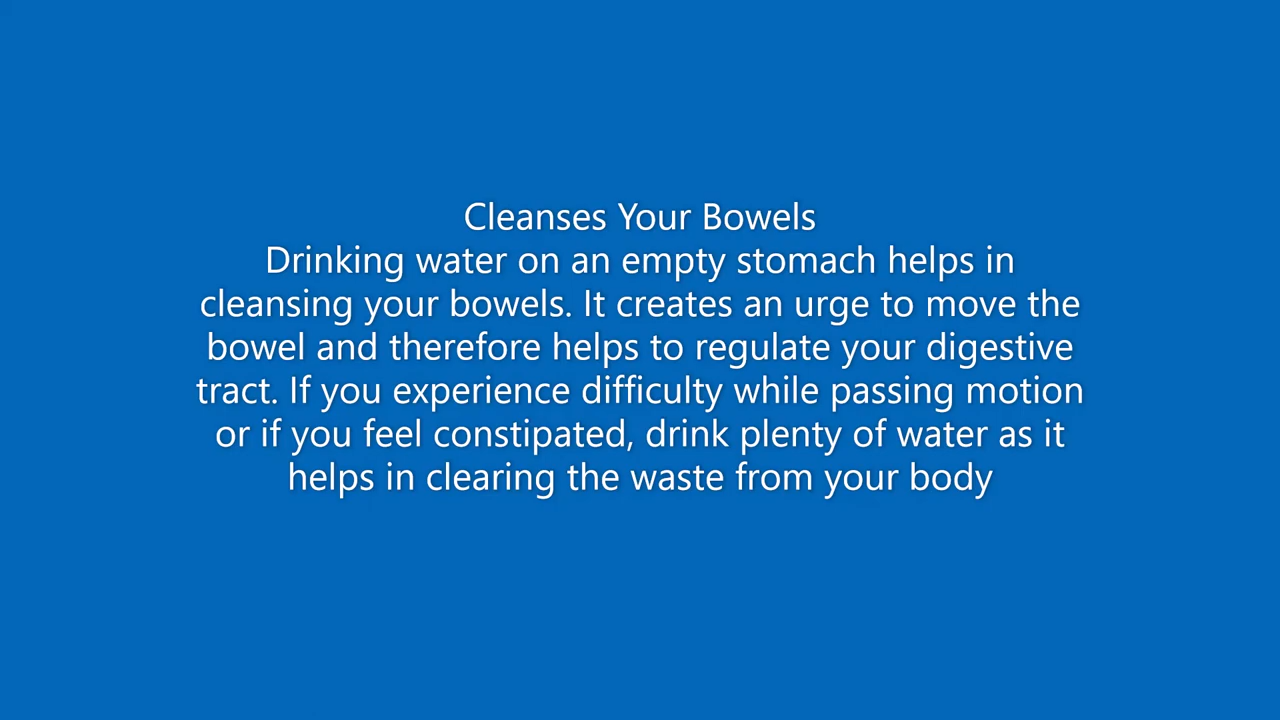 Cleanses Your Bowels
Drinking water on an empty stomach helps in
cleansing your bowels. It creates an urge to move the
bowel and therefore helps to regulate your digestive
tract. If you experience difficulty while passing motion
or if you feel constipated, drink plenty of water as it
helps in clearing the waste from your body